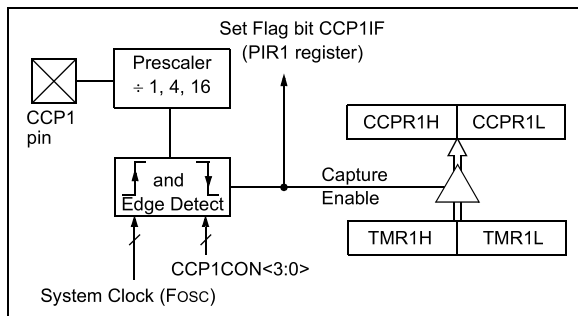 Set Flag bit CCP1IF
(PIR1 register)
Prescaler
÷ 1, 4, 16
CCP1
pin
CCPR1H
CCPR1L
and
Edge Detect
Capture
Enable
TMR1H
TMR1L
CCP1CON<3:0>
System Clock (FOSC)